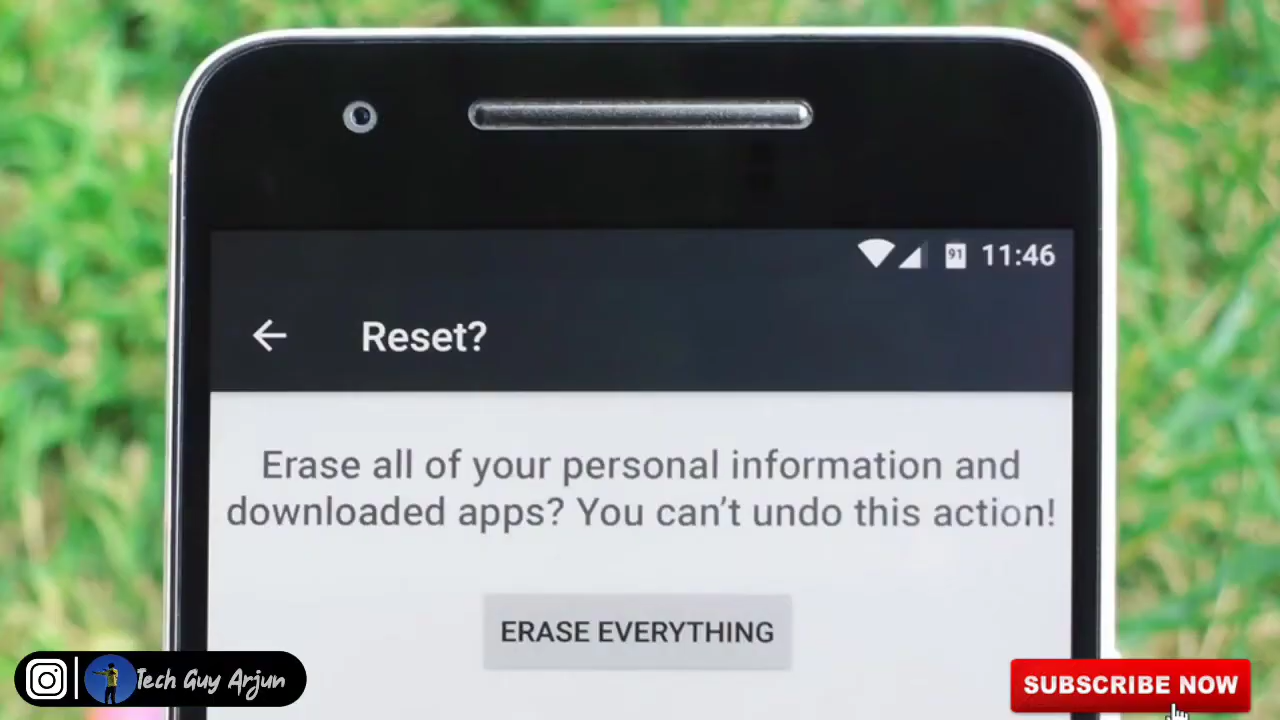 91 11:46
Reset?
Erase all of your personal information and
downloaded apps? You can't undo this action!
ERASE EVERYTHING
Tech Guy Arjun
SUBSCRIBE NOW